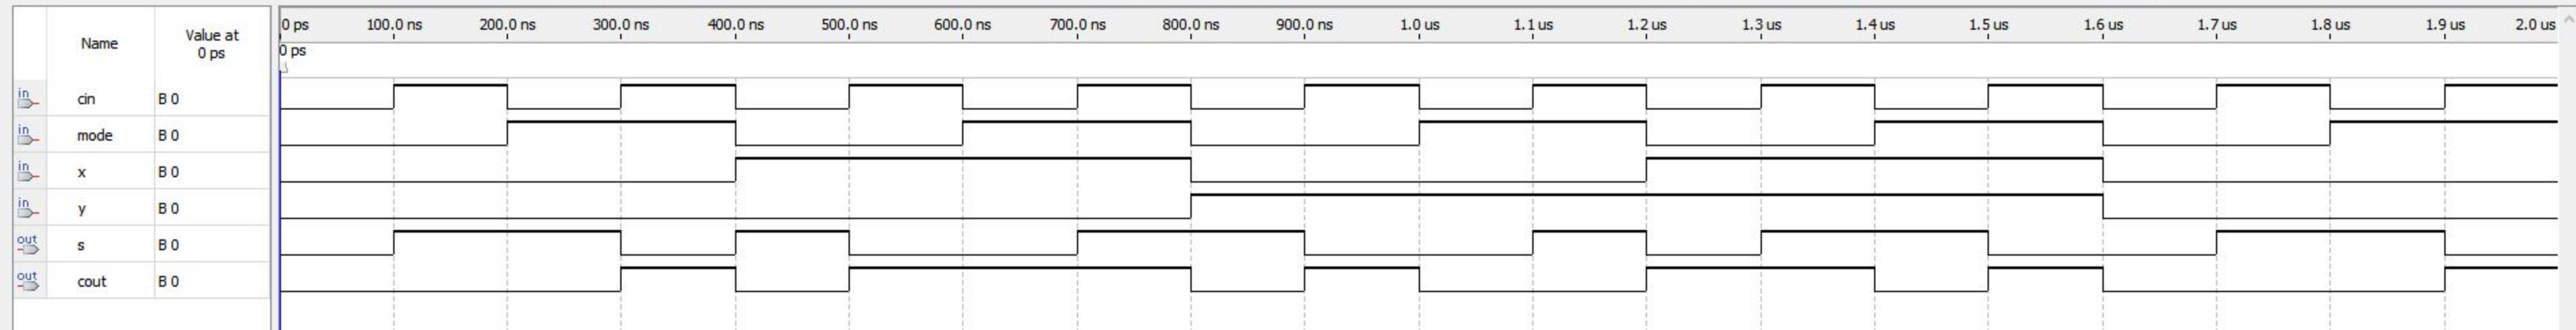 Name
Value at
0 ps
0 ps 100.0 ns 200.0 ns 300.0 ns 400.0 ns 500.0 ns 600.0 ns 700.0 ns 800.0 ns 900.0 ns 1.0 us 1.1 us 1.2 us 1.3 us 1.4 us 1.5 us 1.6 us 1.7 us 1.8 us 1.9 us 2.0 us
0 ps
in cin B 0
in mode B 0
in x B 0
in y B 0
out s B 0
out cout B 0